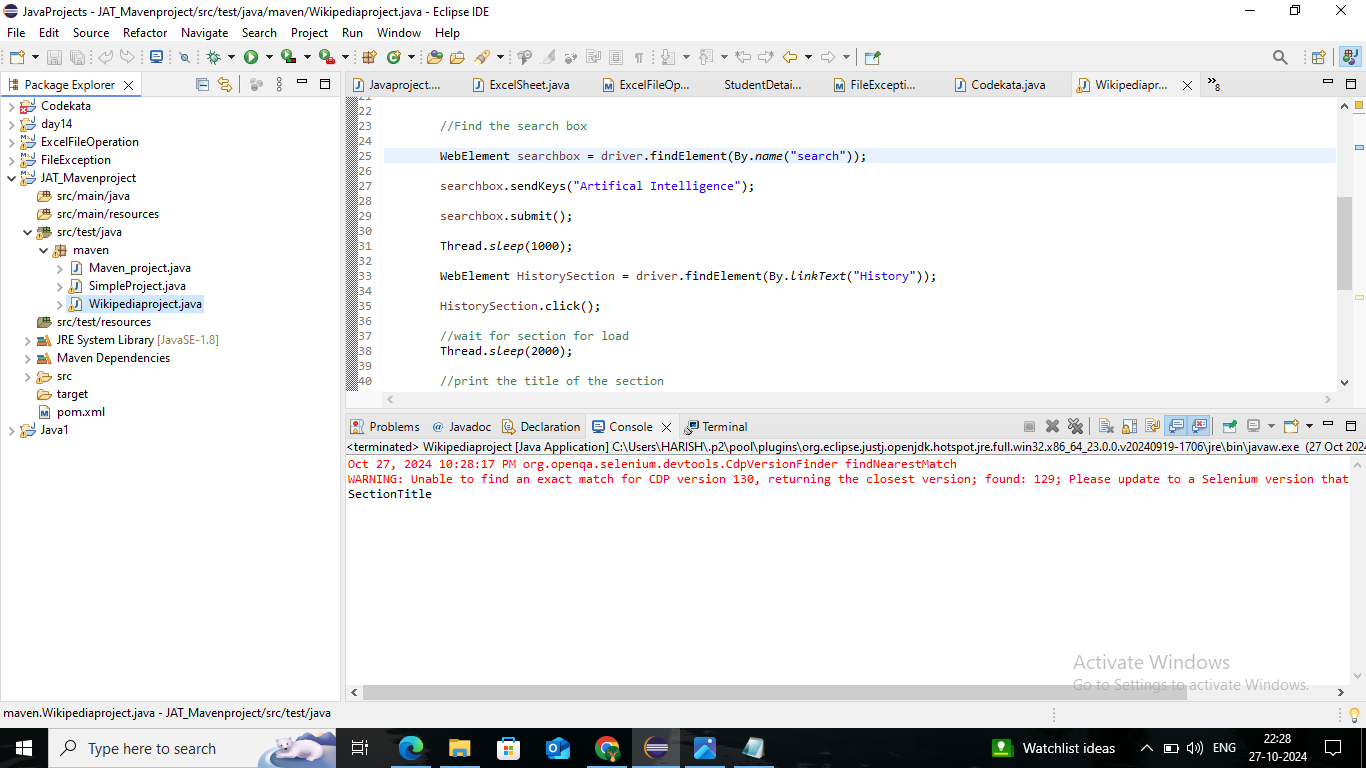 JavaProjects - JAT_Mavenproject/src/test/java/maven/Wikipediaproject.java - Eclipse IDE
File Edit Source Refactor Navigate Search Project Run Window Help
Package Explorer
Codekata
day14
ExcelFileOperation
FileException
JAT_Mavenproject
src/main/java
src/main/resources
src/test/java
maven
Maven_project.java
SimpleProject.java
Wikipediaproject.java
src/test/resources
JRE System Library [JavaSE-1.8]
Maven Dependencies
src
target
pom.xml
Java1
Javaproject.... ExcelSheet.java ExcelFileOp... StudentDetai... FileExcepti... Codekata.java Wikipediapr... »8
21
22
23 //Find the search box
24
25 WebElement searchbox = driver.findElement(By.name("search"));
26
27 searchbox.sendKeys("Artifical Intelligence");
28
29 searchbox.submit();
30
31 Thread.sleep(1000);
32
33 WebElement HistorySection = driver.findElement(By.linkText("History"));
34
35 HistorySection.click();
36
37 //wait for section for load
38 Thread.sleep(2000);
39
40 //print the title of the section
Problems @ Javadoc Declaration Console Terminal
<terminated> Wikipediaproject [Java Application] C:\Users\HARISH\.p2\pool\plugins\org.eclipse.justj.openjdk.hotspot.jre.full.win32.x86_64_23.0.0.v20240919-1706\jre\bin\javaw.exe (27 Oct 2024
Oct 27, 2024 10:28:17 PM org.openqa.selenium.devtools.CdpVersionFinder findNearestMatch
WARNING: Unable to find an exact match for CDP version 130, returning the closest version; found: 129; Please update to a Selenium version that
SectionTitle
Activate Windows
Go to Settings to activate Windows.
maven.Wikipediaproject.java - JAT_Mavenproject/src/test/java
Type here to search
Watchlist ideas
ENG
22:28
27-10-2024